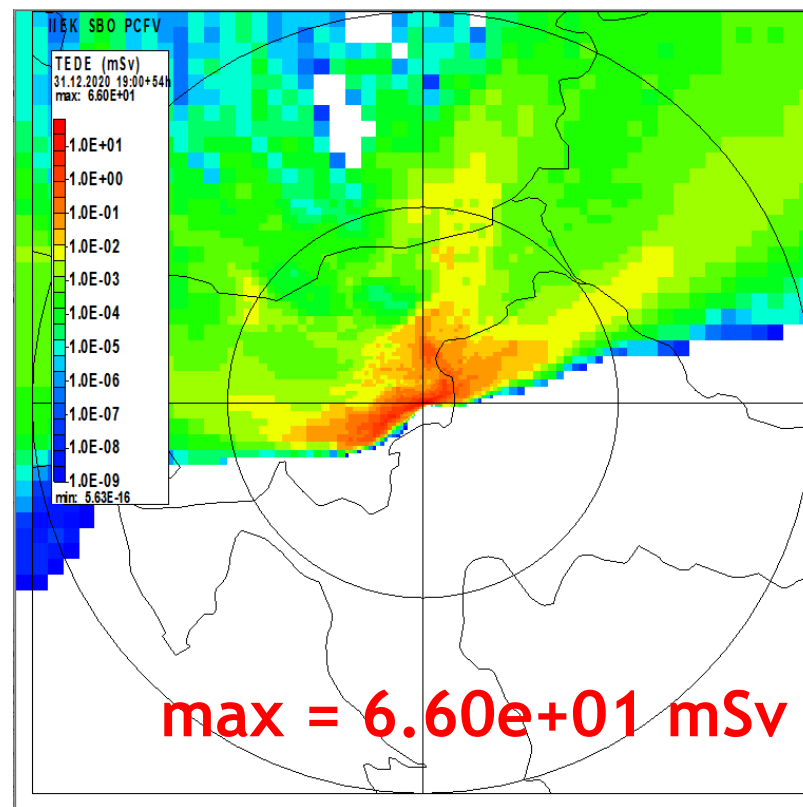 NEK SBO PCFV
TEDE (mSv)
31.12.2020 19:00+54h
max: 6.60E+01
1.0E+01
1.0E+00
1.0E-01
1.0E-02
1.0E-03
1.0E-04
1.0E-05
1.0E-06
1.0E-07
1.0E-08
1.0E-09
min: 5.63E-16
max = 6.60e+01 mSv